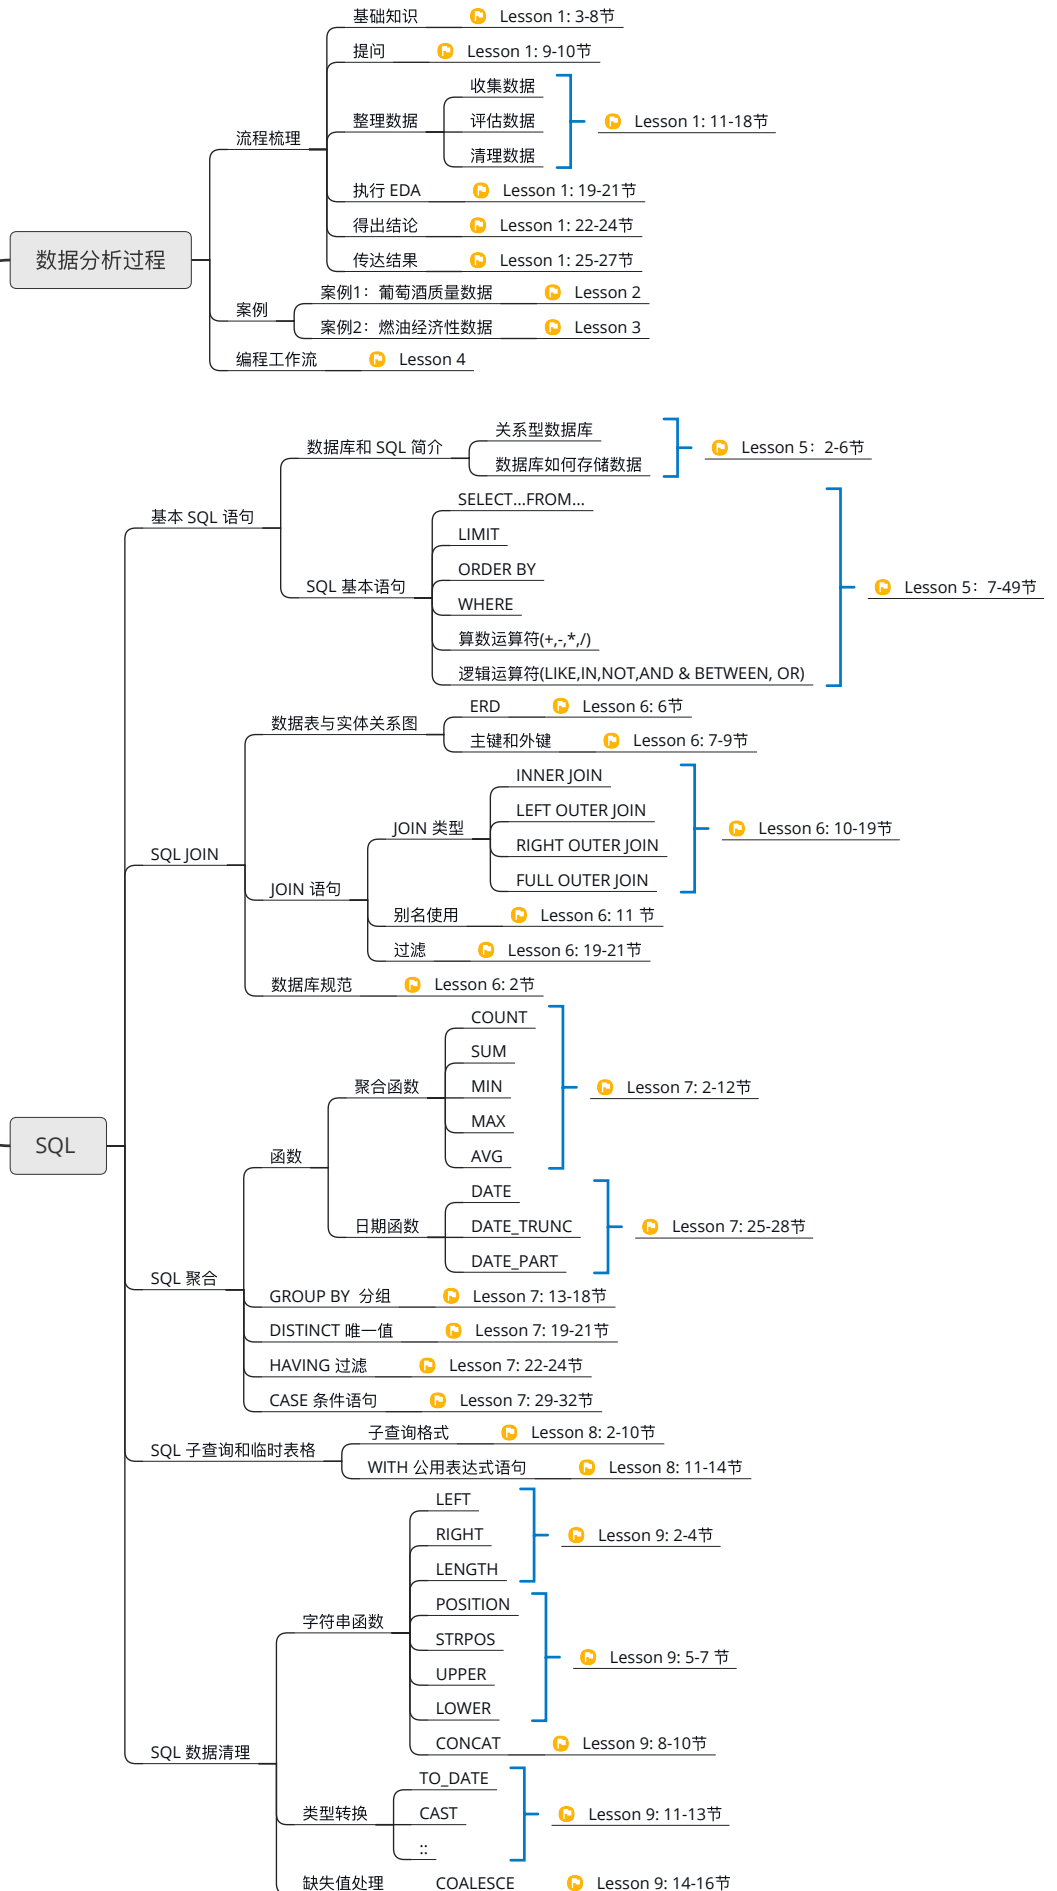 数据分析过程
流程梳理
基础知识
Lesson 1: 3-8节
提问
Lesson 1: 9-10节
整理数据
收集数据
评估数据
清理数据
Lesson 1: 11-18节
执行 EDA
Lesson 1: 19-21节
得出结论
Lesson 1: 22-24节
传达结果
Lesson 1: 25-27节
案例
案例1：葡萄酒质量数据
Lesson 2
案例2：燃油经济性数据
Lesson 3
编程工作流
Lesson 4
SQL
基本 SQL 语句
数据库和 SQL 简介
关系型数据库
数据库如何存储数据
Lesson 5：2-6节
SQL 基本语句
SELECT...FROM...
LIMIT
ORDER BY
WHERE
算数运算符(+,-,*,/)
逻辑运算符(LIKE,IN,NOT,AND & BETWEEN, OR)
Lesson 5：7-49节
SQL JOIN
数据表与实体关系图
ERD
Lesson 6: 6节
主键和外键
Lesson 6: 7-9节
JOIN 语句
JOIN 类型
INNER JOIN
LEFT OUTER JOIN
RIGHT OUTER JOIN
FULL OUTER JOIN
Lesson 6: 10-19节
别名使用
Lesson 6: 11 节
过滤
Lesson 6: 19-21节
数据库规范
Lesson 6: 2节
SQL 聚合
函数
聚合函数
COUNT
SUM
MIN
MAX
AVG
Lesson 7: 2-12节
日期函数
DATE
DATE_TRUNC
DATE_PART
Lesson 7: 25-28节
GROUP BY  分组
Lesson 7: 13-18节
DISTINCT 唯一值
Lesson 7: 19-21节
HAVING 过滤
Lesson 7: 22-24节
CASE 条件语句
Lesson 7: 29-32节
SQL 子查询和临时表格
子查询格式
Lesson 8: 2-10节
WITH 公用表达式语句
Lesson 8: 11-14节
SQL 数据清理
字符串函数
LEFT
RIGHT
LENGTH
Lesson 9: 2-4节
POSITION
STRPOS
UPPER
LOWER
Lesson 9: 5-7 节
CONCAT
Lesson 9: 8-10节
类型转换
TO_DATE
CAST
::
Lesson 9: 11-13节
缺失值处理
COALESCE
Lesson 9: 14-16节